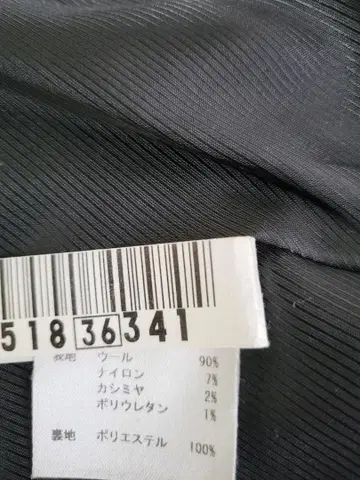 518 36 341
表地 ウール 90%
ナイロン 7%
カシミヤ 2%
ポリウレタン 1%
裏地 ポリエステル 100%